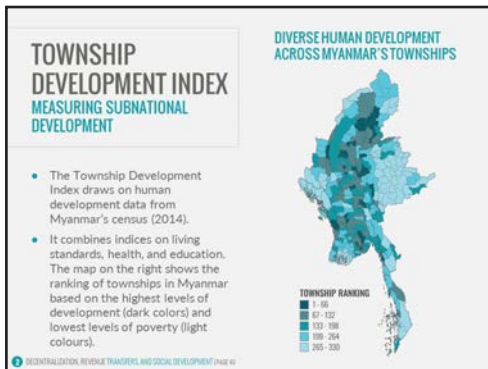 TOWNSHIP
DEVELOPMENT INDEX
MEASURING SUBNATIONAL
DEVELOPMENT
● The Township Development
Index draws on human
development data from
Myanmar's census (2014).
● It combines indices on living
standards, health, and education.
The map on the right shows the
ranking of townships in Myanmar
based on the highest levels of
development (dark colors) and
lowest levels of poverty (light
colours).
DIVERSE HUMAN DEVELOPMENT
ACROSS MYANMAR'S TOWNSHIPS
TOWNSHIP RANKING
1 - 66
67 - 132
133 - 198
199 - 264
265 - 330
2 DECENTRALIZATION, REVENUE TRANSFERS, AND SOCIAL DEVELOPMENT | PAGE